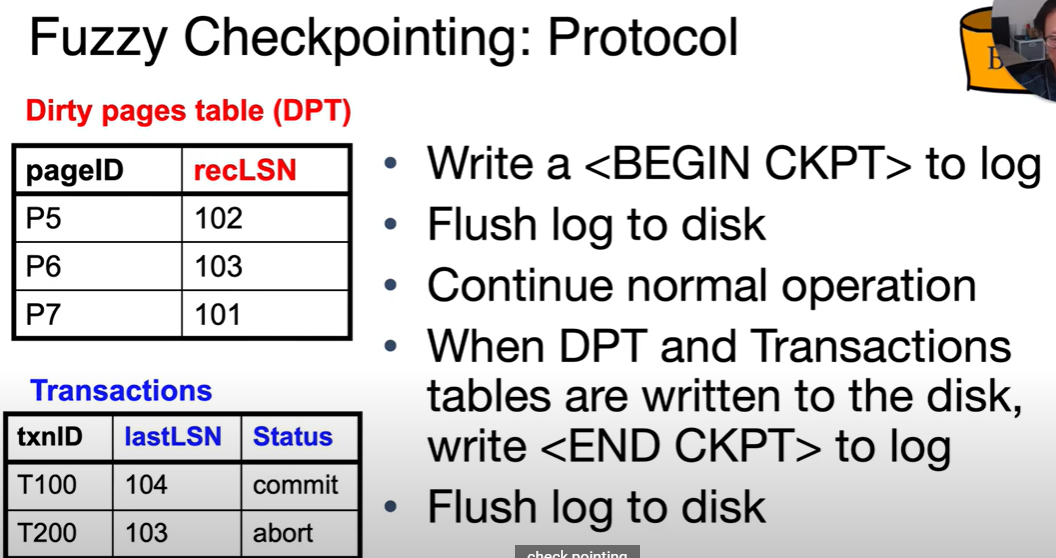 Fuzzy Checkpointing: Protocol
Dirty pages table (DPT)
pageID recLSN
P5 102
P6 103
P7 101
Transactions
txnID lastLSN Status
T100 104 commit
T200 103 abort
• Write a <BEGIN CKPT> to log
• Flush log to disk
• Continue normal operation
• When DPT and Transactions
tables are written to the disk,
write <END CKPT> to log
• Flush log to disk
check pointing